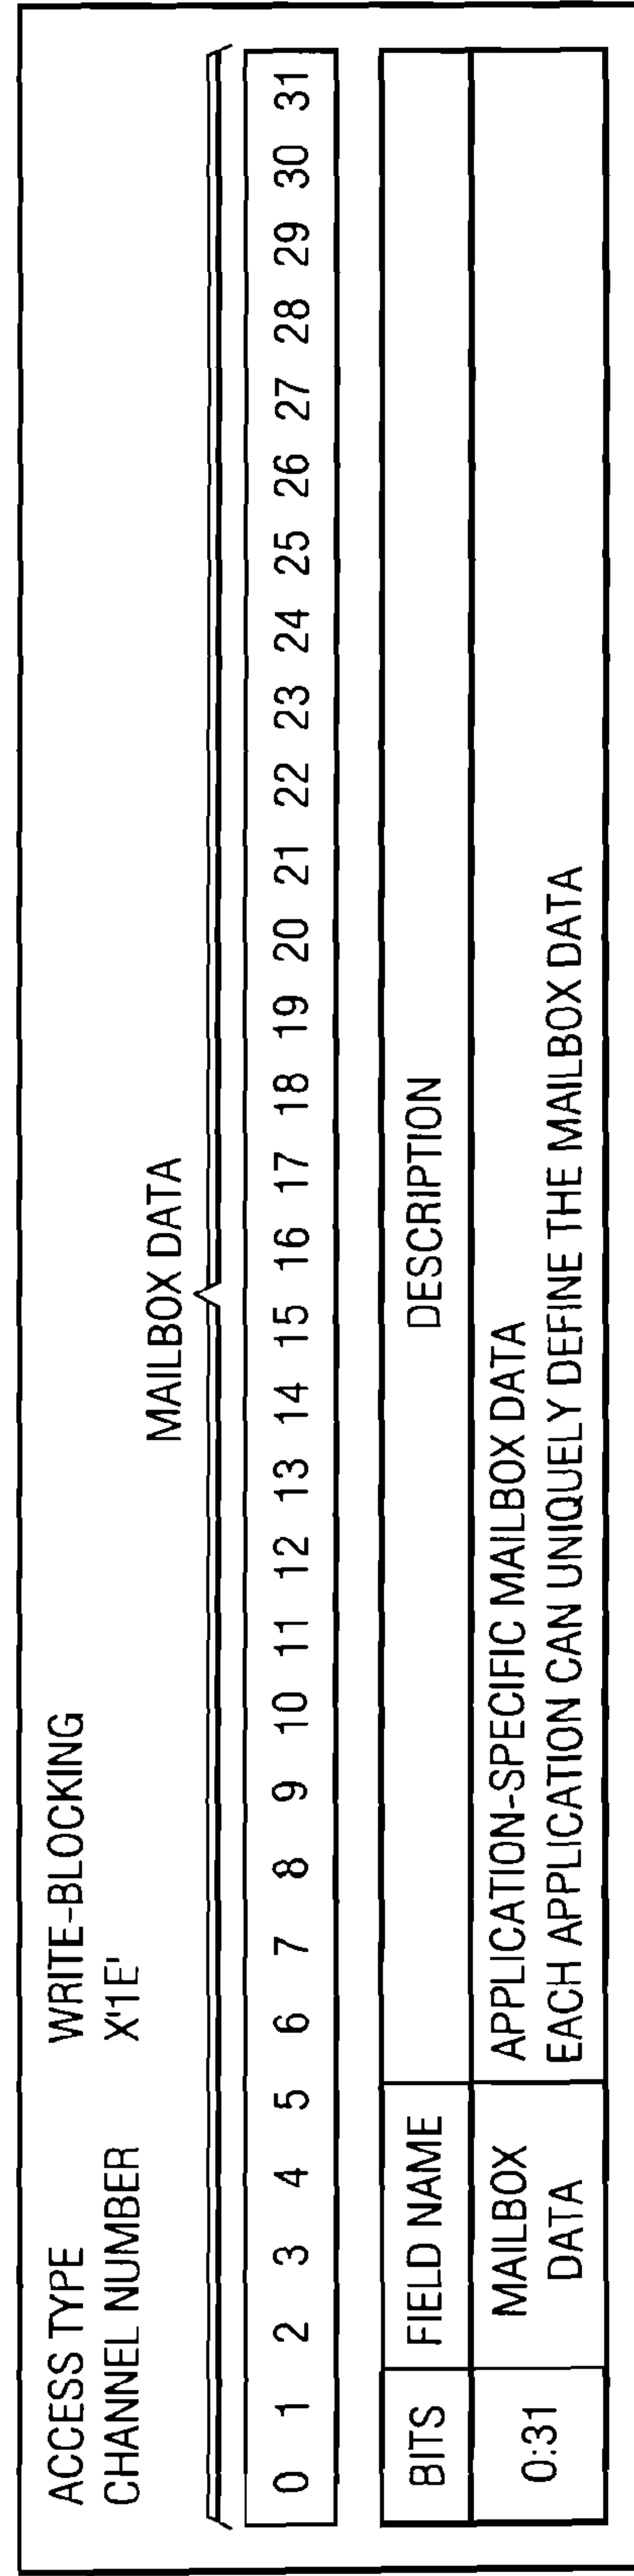 ACCESS TYPE WRITE-BLOCKING
CHANNEL NUMBER X'1E'
MAILBOX DATA
0 1 2 3 4 5 6 7 8 9 10 11 12 13 14 15 16 17 18 19 20 21 22 23 24 25 26 27 28 29 30 31
BITS FIELD NAME DESCRIPTION
0:31 MAILBOX DATA APPLICATION-SPECIFIC MAILBOX DATA
EACH APPLICATION CAN UNIQUELY DEFINE THE MAILBOX DATA